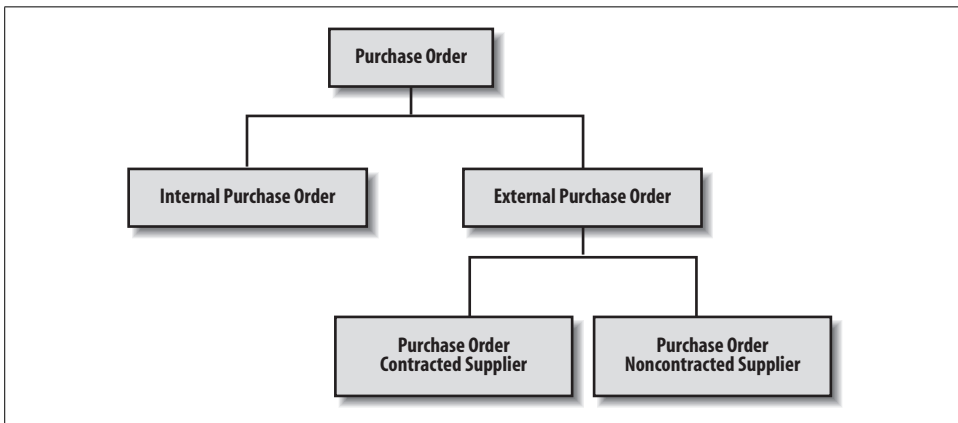 Purchase Order
Internal Purchase Order
External Purchase Order
Purchase Order
Contracted Supplier
Purchase Order
Noncontracted Supplier